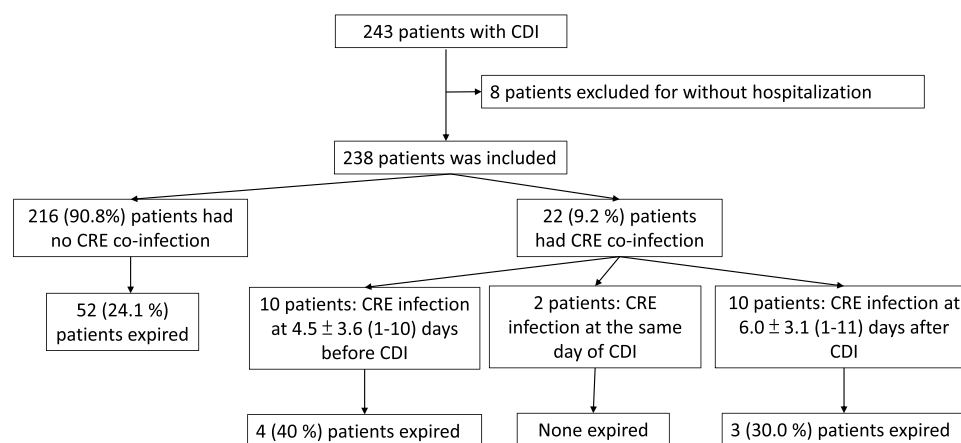 243 patients with CDI
8 patients excluded for without hospitalization
238 patients was included
216 (90.8%) patients had
no CRE co-infection
22 (9.2 %) patients
had CRE co-infection
52 (24.1 %)
patients expired
10 patients: CRE infection
at 4.5 ± 3.6 (1-10) days
before CDI
2 patients: CRE
infection at the same
day of CDI
10 patients: CRE infection at
6.0 ± 3.1 (1-11) days after
CDI
4 (40 %) patients expired
None expired
3 (30.0 %) patients expired